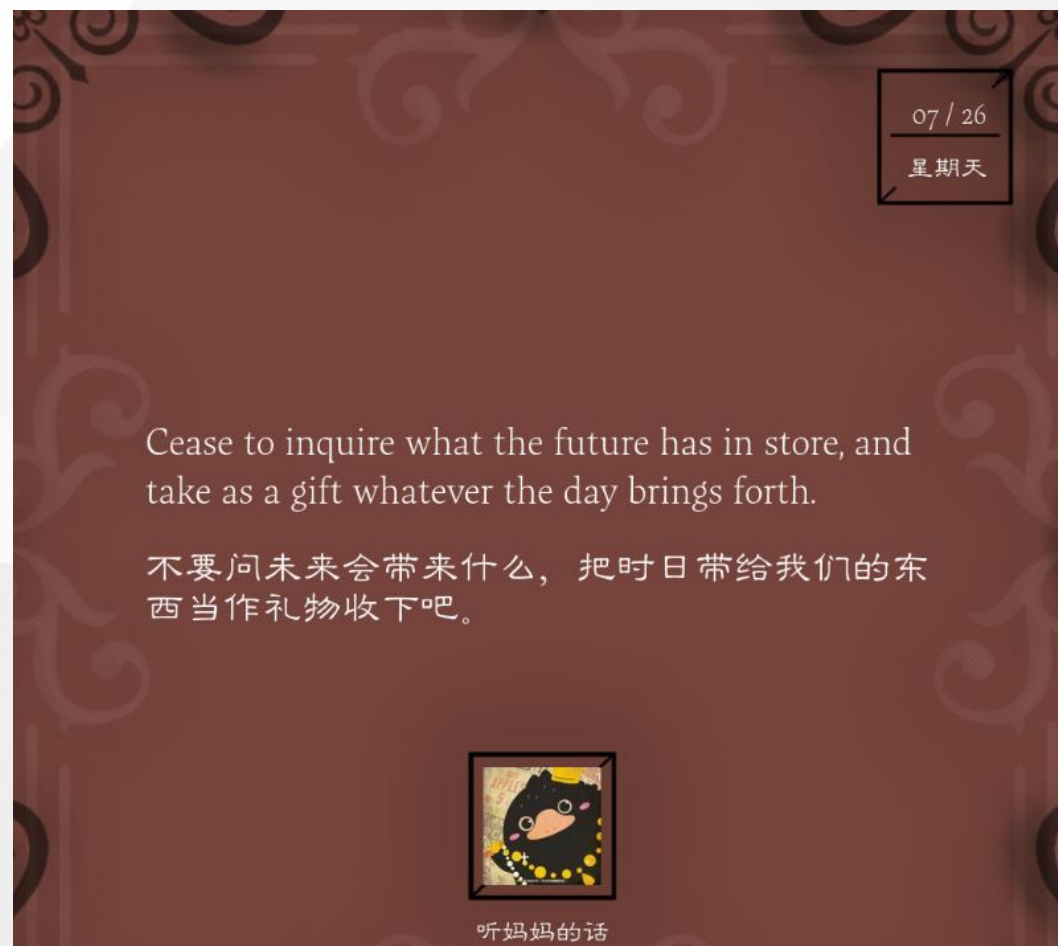 07 / 26
星期天
Cease to inquire what the future has in store, and
take as a gift whatever the day brings forth.
不要问未来会带来什么，把时日带给我们的东
西当作礼物收下吧。
听妈妈的话